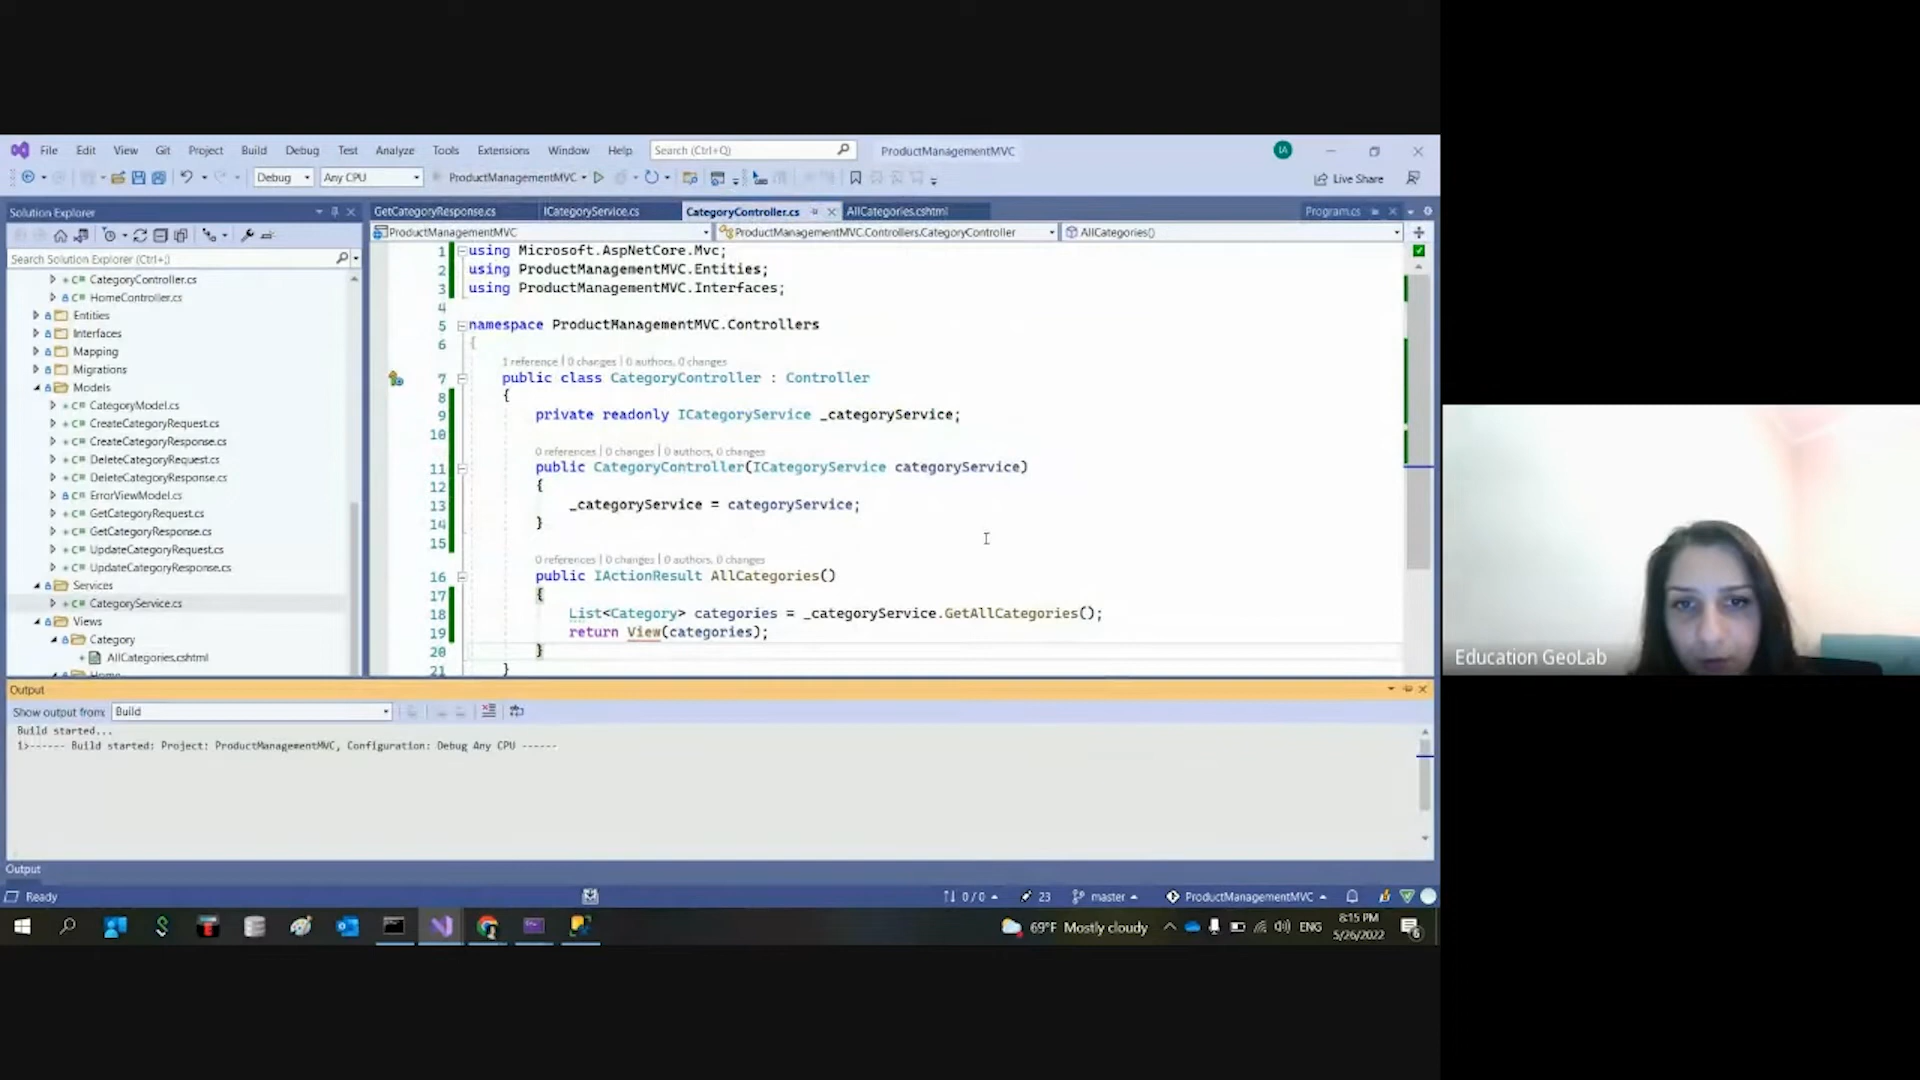 File Edit View Git Project Build Debug Test Analyze Tools Extensions Window Help Search (Ctrl+Q) ProductManagementMVC IA
Debug Any CPU ProductManagementMVC Live Share
Solution Explorer
GetCategoryResponse.cs ICategoryService.cs CategoryController.cs AllCategories.cshtml Program.cs
ProductManagementMVC ProductManagementMVC.Controllers.CategoryController AllCategories()
Search Solution Explorer (Ctrl+;)
C# CategoryController.cs
C# HomeController.cs
Entities
Interfaces
Mapping
Migrations
Models
C# CategoryModel.cs
C# CreateCategoryRequest.cs
C# CreateCategoryResponse.cs
C# DeleteCategoryRequest.cs
C# DeleteCategoryResponse.cs
C# ErrorViewModel.cs
C# GetCategoryRequest.cs
C# GetCategoryResponse.cs
C# UpdateCategoryRequest.cs
C# UpdateCategoryResponse.cs
Services
C# CategoryService.cs
Views
Category
AllCategories.cshtml
Home
1 using Microsoft.AspNetCore.Mvc;
2 using ProductManagementMVC.Entities;
3 using ProductManagementMVC.Interfaces;
4
5 namespace ProductManagementMVC.Controllers
6 {
1 reference | 0 changes | 0 authors, 0 changes
7 public class CategoryController : Controller
8 {
9 private readonly ICategoryService _categoryService;
10
0 references | 0 changes | 0 authors, 0 changes
11 public CategoryController(ICategoryService categoryService)
12 {
13 _categoryService = categoryService;
14 }
15
0 references | 0 changes | 0 authors, 0 changes
16 public IActionResult AllCategories()
17 {
18 List<Category> categories = _categoryService.GetAllCategories();
19 return View(categories);
20 }
21 }
Output
Show output from: Build
Build started...
1>------ Build started: Project: ProductManagementMVC, Configuration: Debug Any CPU ------
Output
Ready 0 / 0 23 master ProductManagementMVC
69°F Mostly cloudy ENG 8:15 PM
5/26/2022 6
Education GeoLab